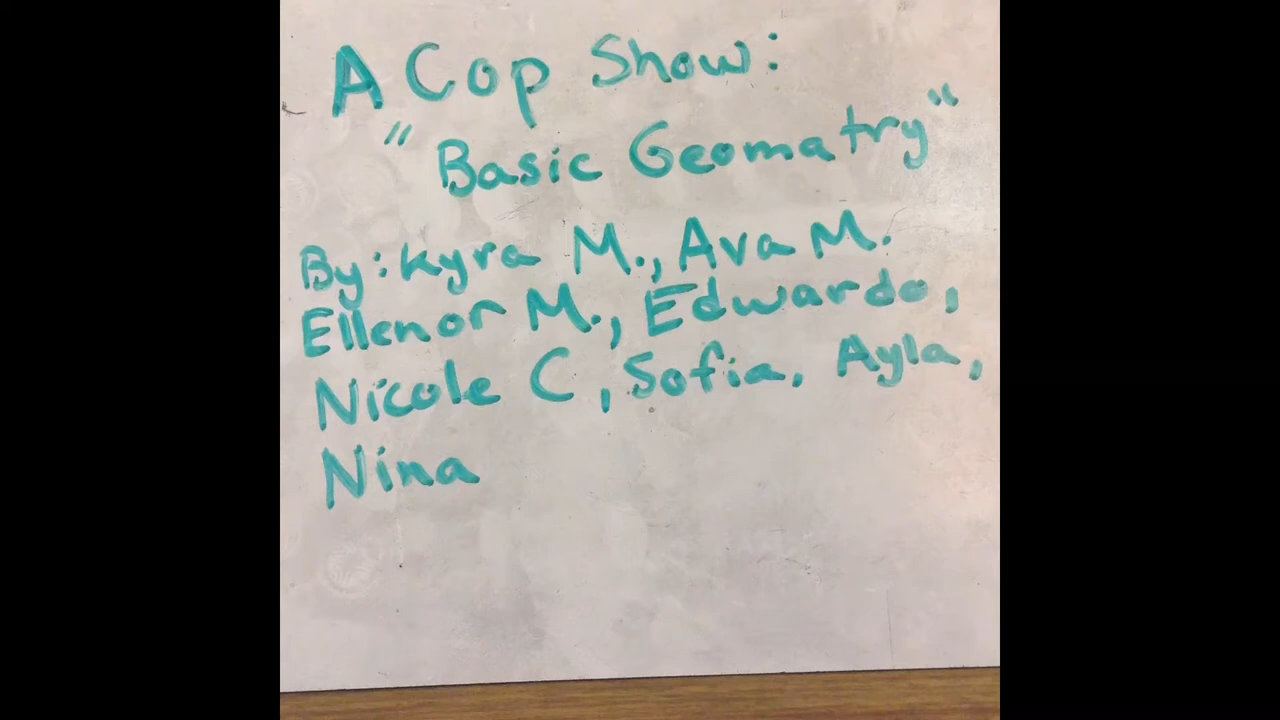 A Cop Show:
"Basic Geomatry"
By: Kyra M., Ava M.
Ellenor M., Edwardo,
Nicole C, Sofia, Ayla,
Nina